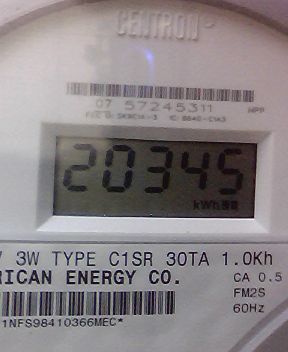 CENTRON
07 57245311 MPP
20345
kWh
3W TYPE C1SR 30TA 1.0Kh
RICAN ENERGY CO.
CA 0.5
FM2S
60Hz
1NFS98410366MEC*